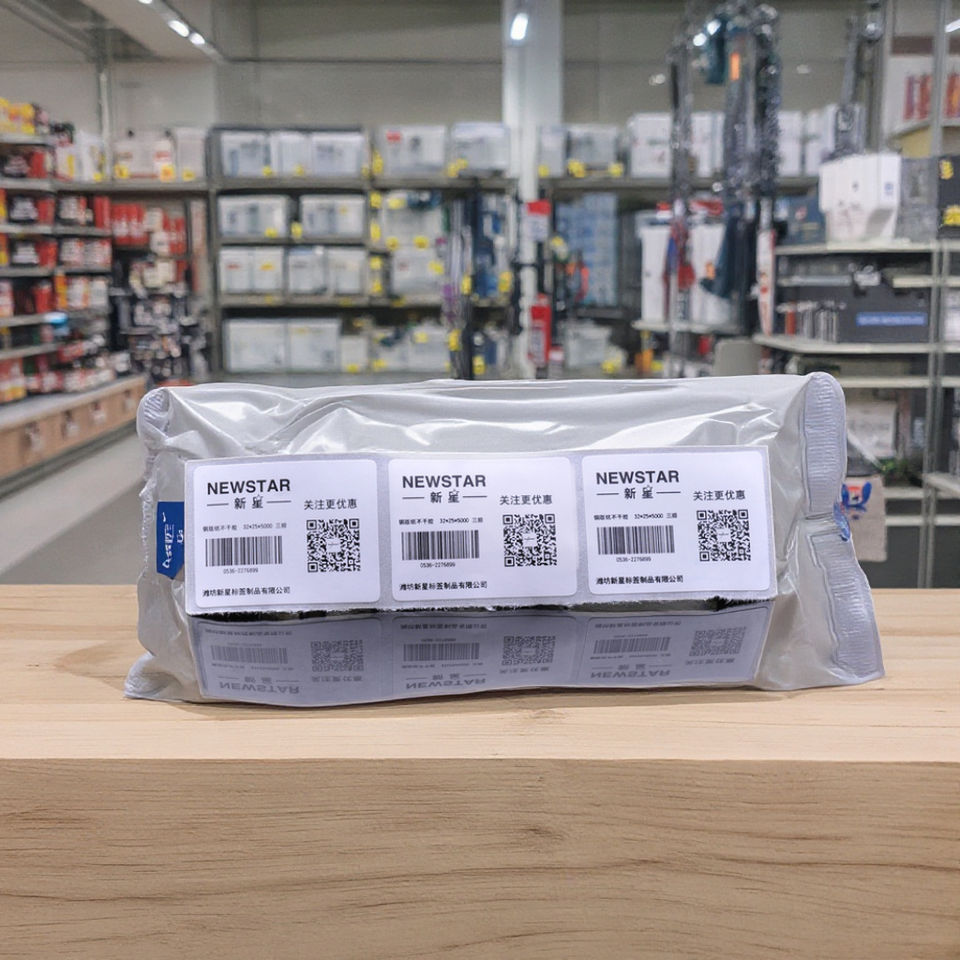 NEWSTAR
新星
关注更优惠
铜版纸不干胶 32*25*5000 三排
0536-2276899
潍坊新星标签制品有限公司
NEWSTAR
新星
关注更优惠
铜版纸不干胶 32*25*5000 三排
0536-2276899
潍坊新星标签制品有限公司
NEWSTAR
新星
关注更优惠
铜版纸不干胶 32*25*5000 三排
0536-2276899
潍坊新星标签制品有限公司